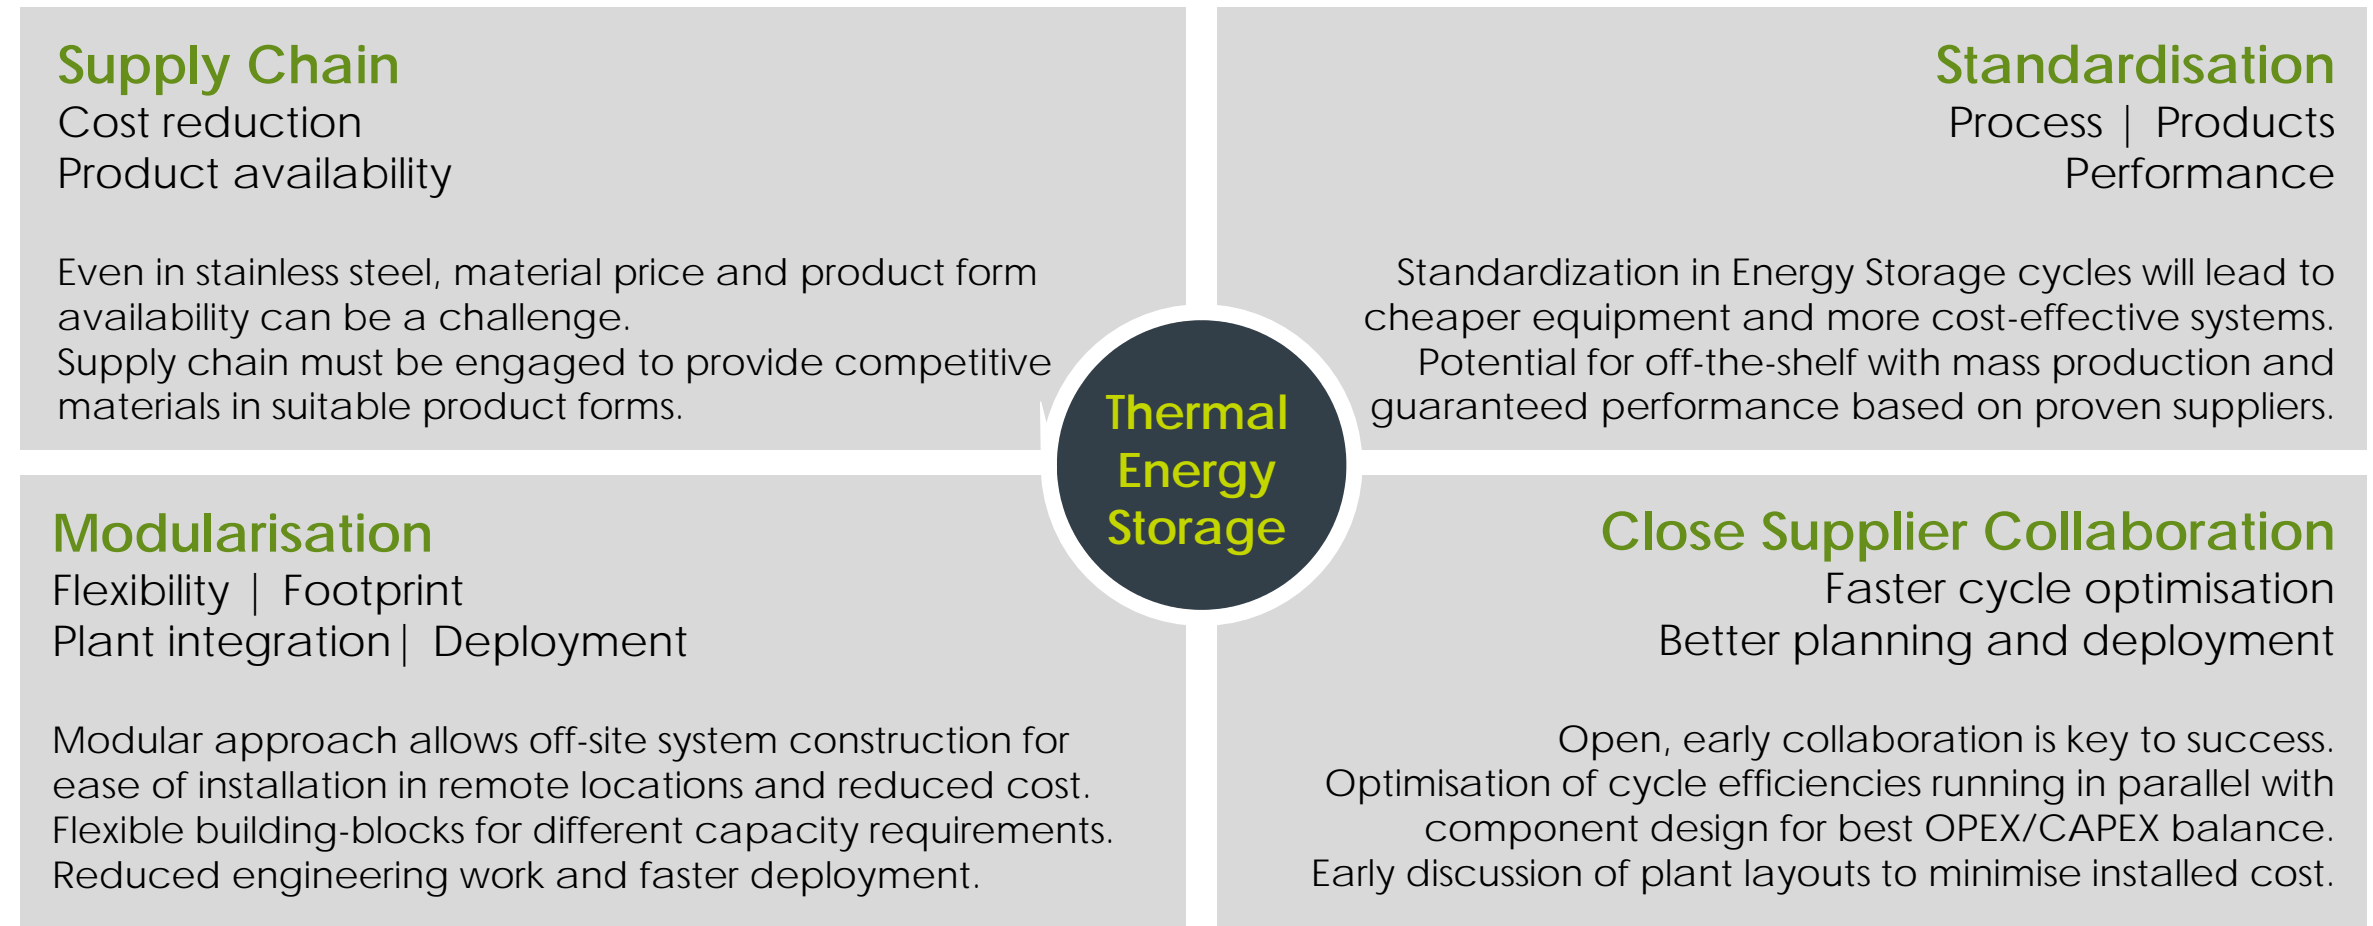 Supply Chain
Cost reduction
Product availability
Even in stainless steel, material price and product form
availability can be a challenge.
Supply chain must be engaged to provide competitive
materials in suitable product forms.
Standardisation
Process | Products
Performance
Standardization in Energy Storage cycles will lead to
cheaper equipment and more cost-effective systems.
Potential for off-the-shelf with mass production and
guaranteed performance based on proven suppliers.
Thermal
Energy
Storage
Modularisation
Flexibility | Footprint
Plant integration| Deployment
Modular approach allows off-site system construction for
ease of installation in remote locations and reduced cost.
Flexible building-blocks for different capacity requirements.
Reduced engineering work and faster deployment.
Close Supplier Collaboration
Faster cycle optimisation
Better planning and deployment
Open, early collaboration is key to success.
Optimisation of cycle efficiencies running in parallel with
component design for best OPEX/CAPEX balance.
Early discussion of plant layouts to minimise installed cost.